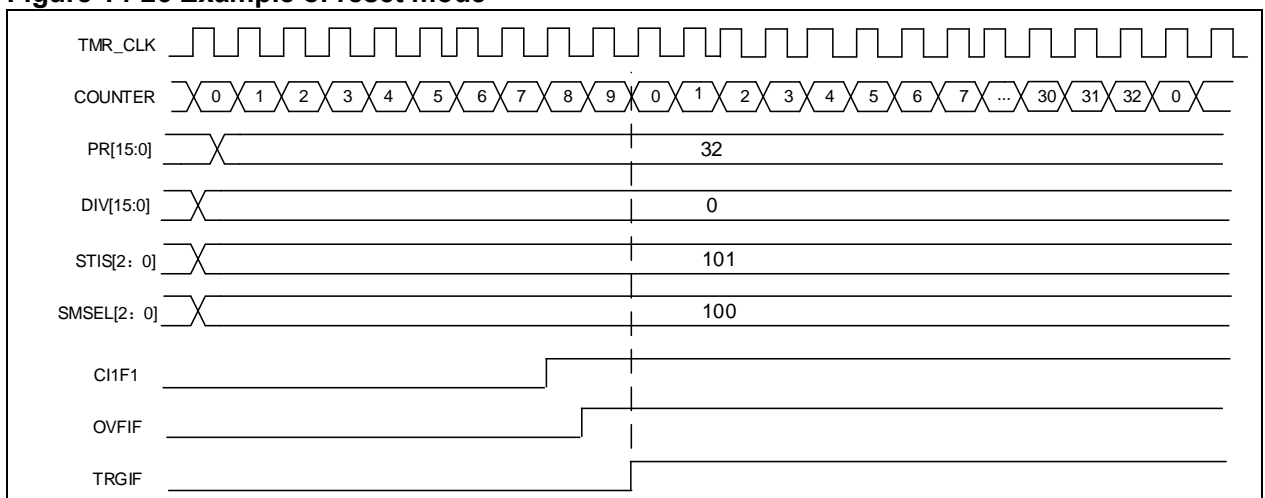 Figure Example of reset mode
TMR_CLK
COUNTER 0 1 2 3 4 5 6 7 8 9 0 1 2 3 4 5 6 7 ... 30 31 32 0
PR[15:0] 32
DIV[15:0] 0
STIS[2：0] 101
SMSEL[2：0] 100
CI1F1
OVFIF
TRGIF